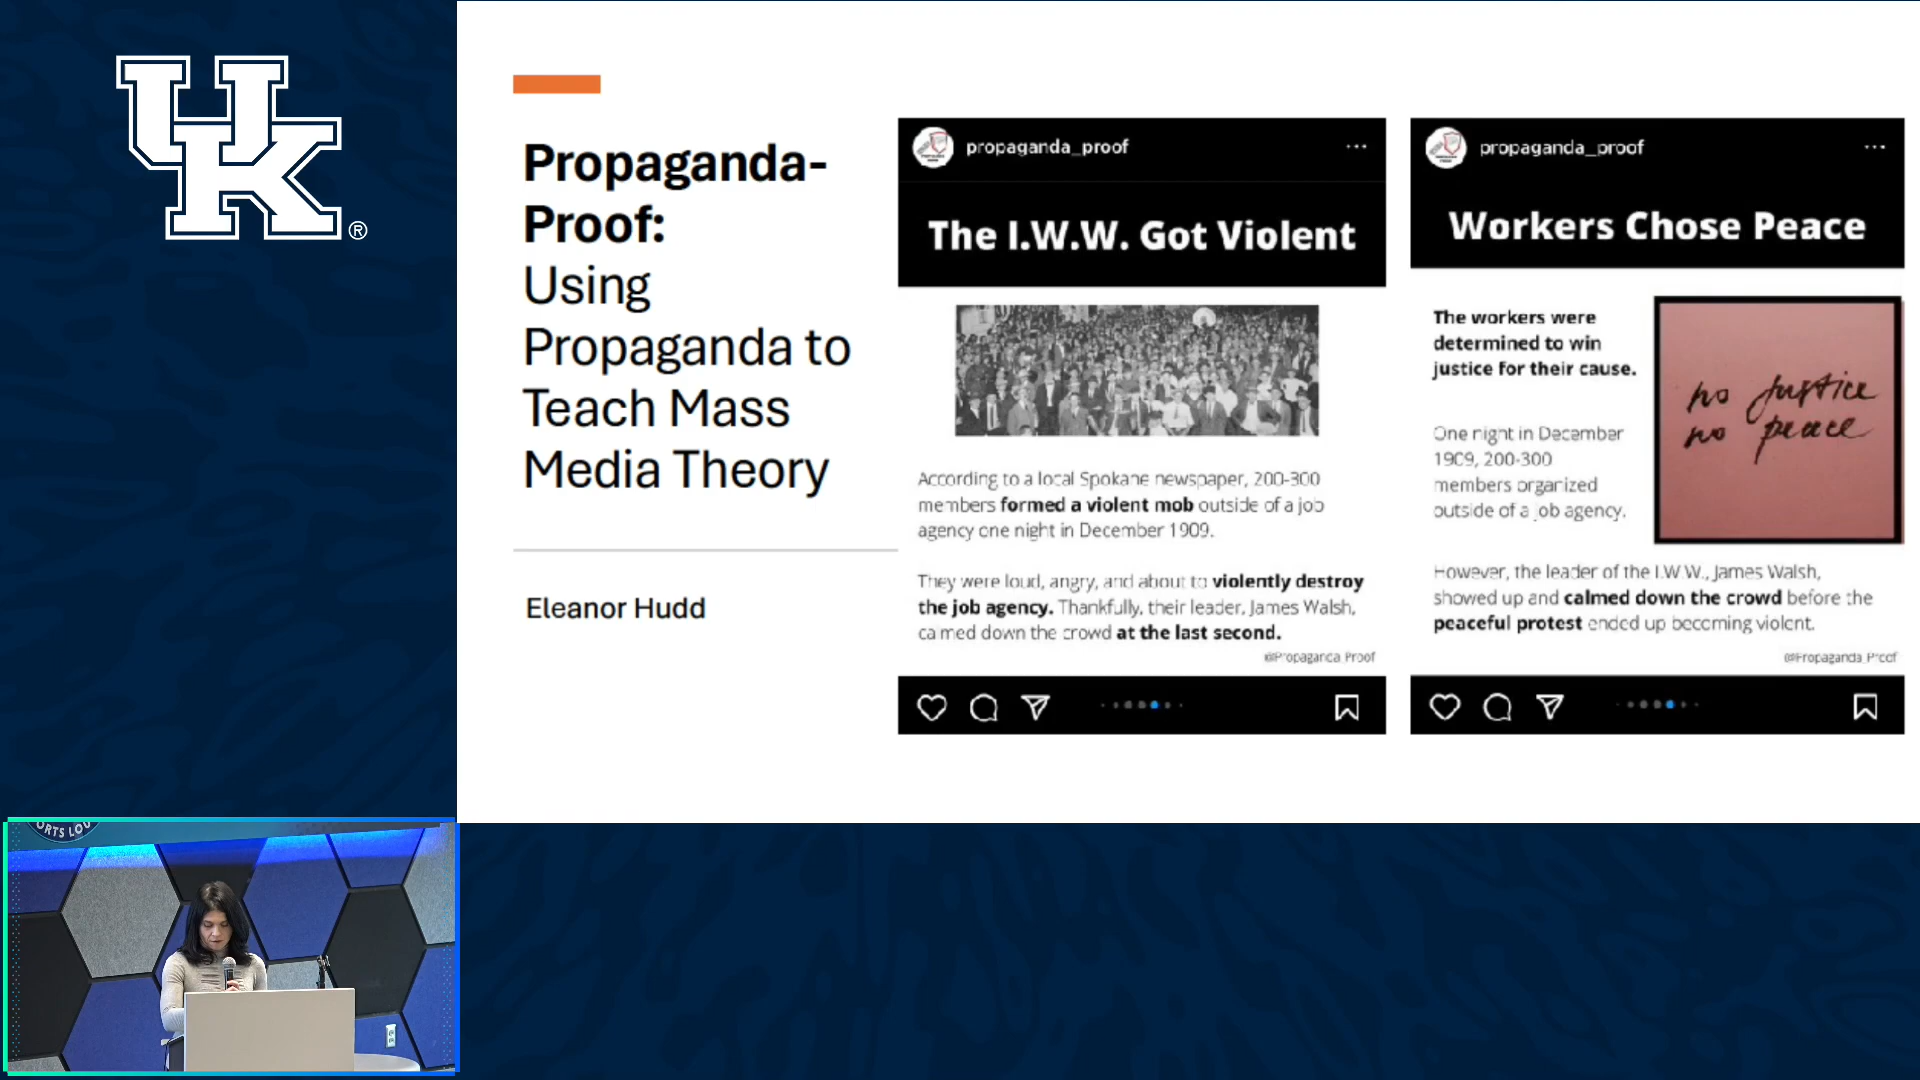 UK®
Propaganda-
Proof:
Using
Propaganda to
Teach Mass
Media Theory
Eleanor Hudd
propaganda_proof
The I.W.W. Got Violent
According to a local Spokane newspaper, 200-300
members formed a violent mob outside of a job
agency one night in December 1909.
They were loud, angry, and about to violently destroy
the job agency. Thankfully, their leader, James Walsh,
calmed down the crowd at the last second.
@Propaganda_Proof
propaganda_proof
Workers Chose Peace
The workers were
determined to win
justice for their cause.
no justice
no peace
One night in December
1909, 200-300
members organized
outside of a job agency.
However, the leader of the I.W.W., James Walsh,
showed up and calmed down the crowd before the
peaceful protest ended up becoming violent.
@Propaganda_Proof
ORTS LOU